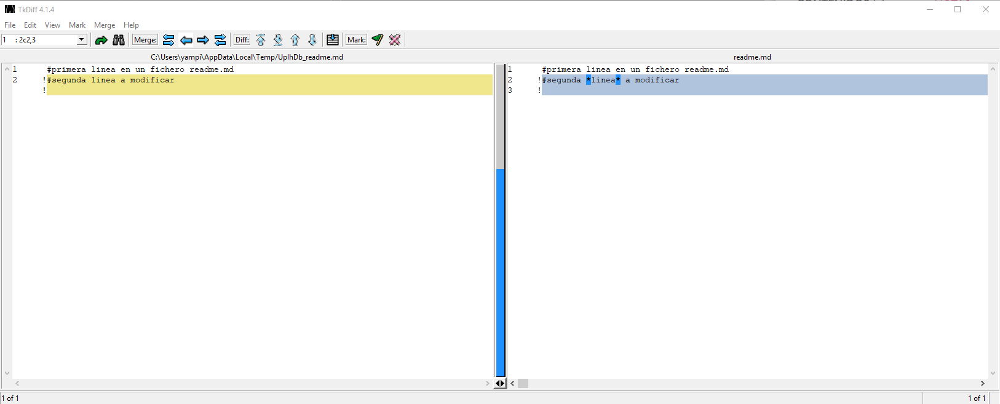 TkDiff 4.1.4
File Edit View Mark Merge Help
1 : 2c2,3 Merge: Diff: Mark:
C:\Users\yampi\AppData\Local\Temp/UplhDb_readme.md
readme.md
1 #primera linea en un fichero readme.md
2 !#segunda linea a modificar
!
1 #primera linea en un fichero readme.md
2 !#segunda *linea* a modificar
3 !
1 of 1
1 of 1